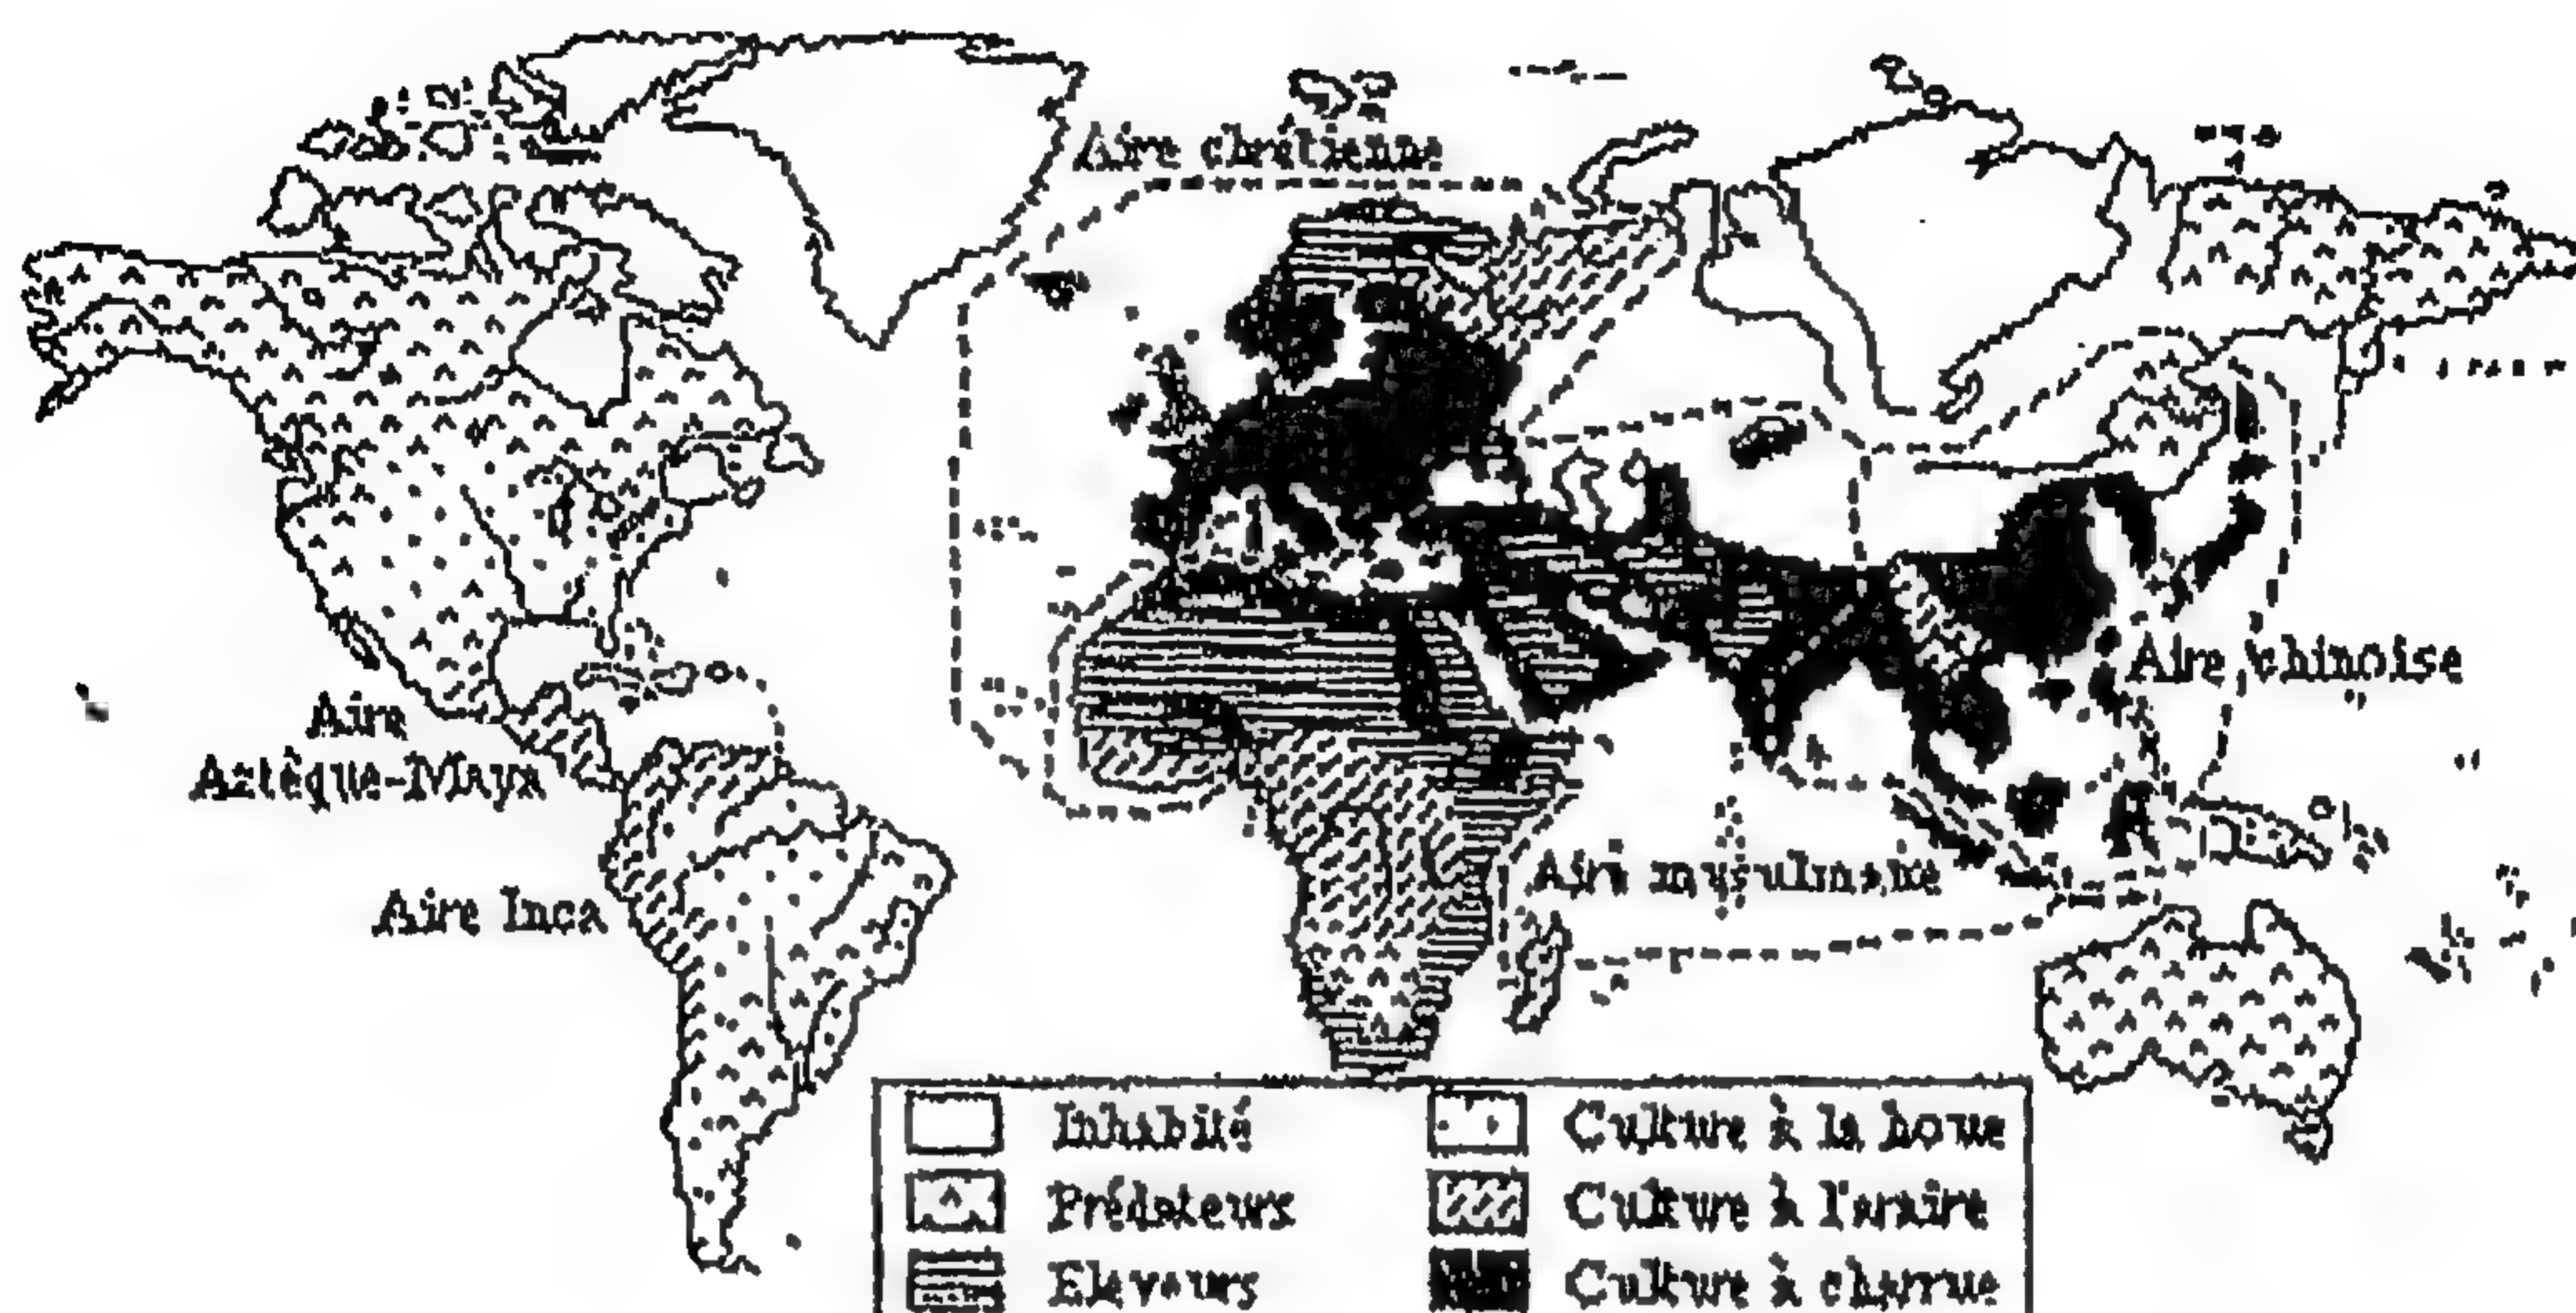 Aire chrétienne
Aire chinoise
Aire
Aztèque-Maya
Aire musulmane
Aire Inca
Inhabité
Culture à la houe
Prédateurs
Culture à l'araire
Eleveurs
Culture à charrue